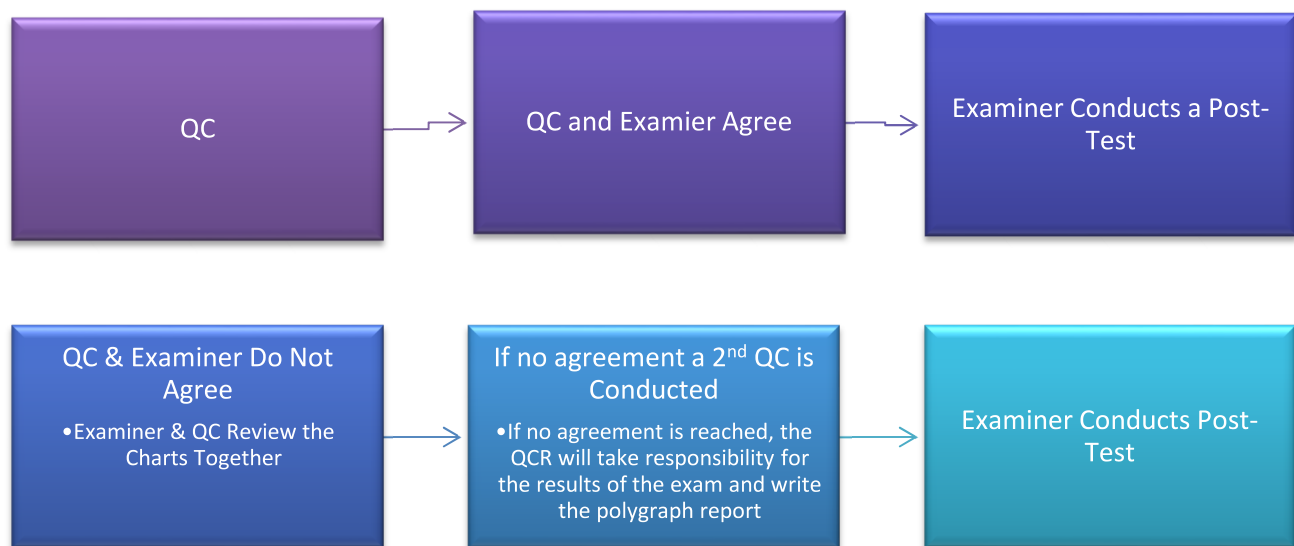 QC
QC and Examier Agree
Examiner Conducts a Post-
Test
QC & Examiner Do Not
Agree
•Examiner & QC Review the
Charts Together
If no agreement a 2nd QC is
Conducted
•If no agreement is reached, the
QCR will take responsibility for
the results of the exam and write
the polygraph report
Examiner Conducts Post-
Test